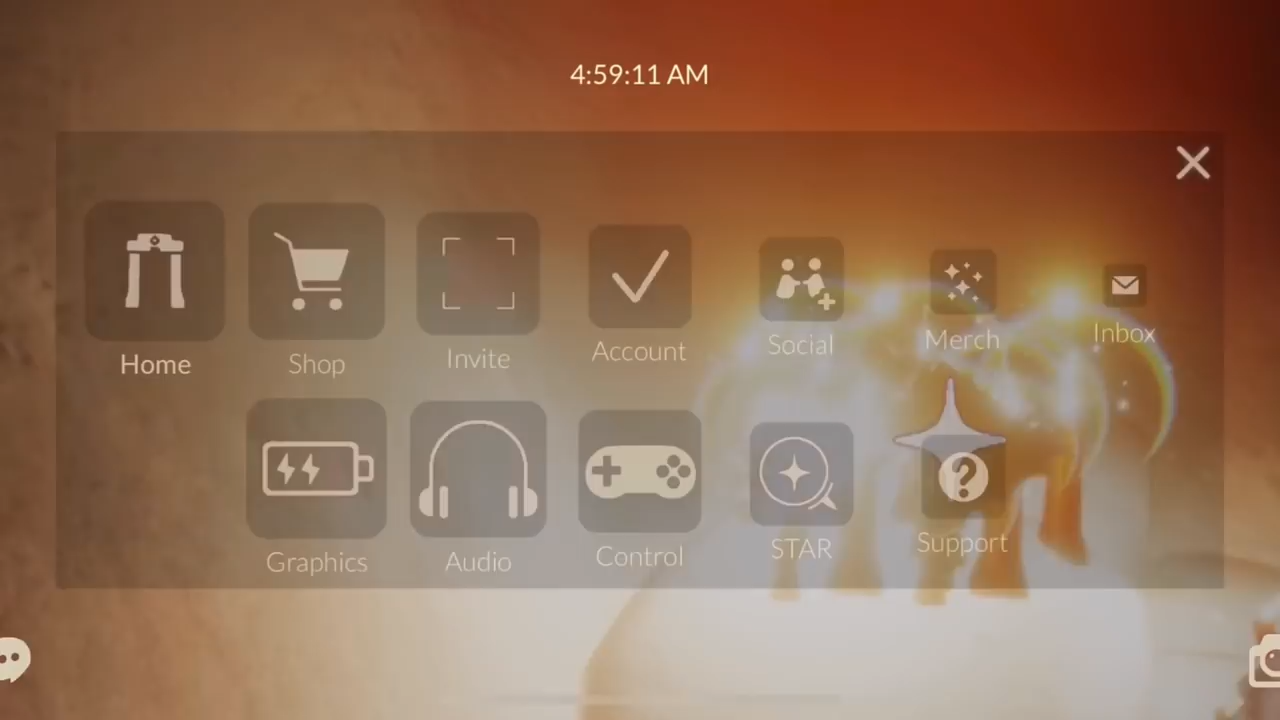 4:59:11 AM
Home
Shop
Invite
Account
Social
Merch
Inbox
Graphics
Audio
Control
STAR
Support